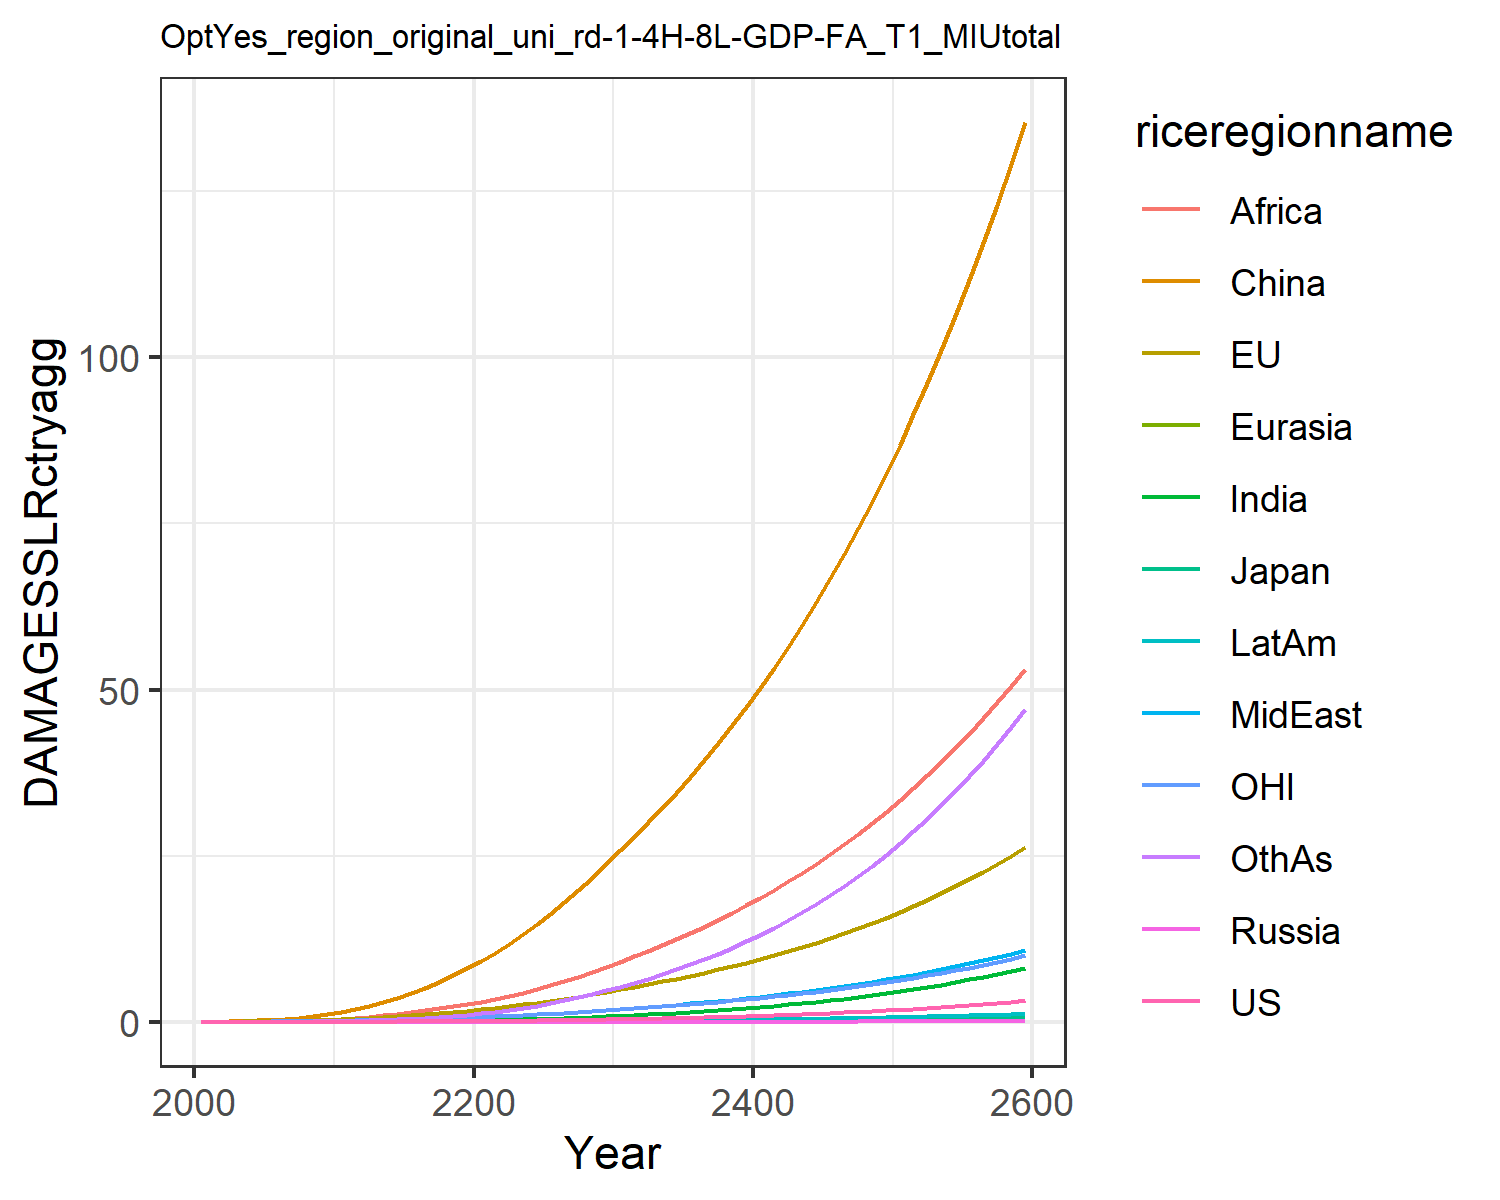 OptYes_region_original_uni_rd-1-4H-8L-GDP-FA_T1_MIUtotal
DAMAGESSLRctryagg
100
50
0
2000
2200
2400
2600
Year
riceregionname
Africa
China
EU
Eurasia
India
Japan
LatAm
MidEast
OHI
OthAs
Russia
US